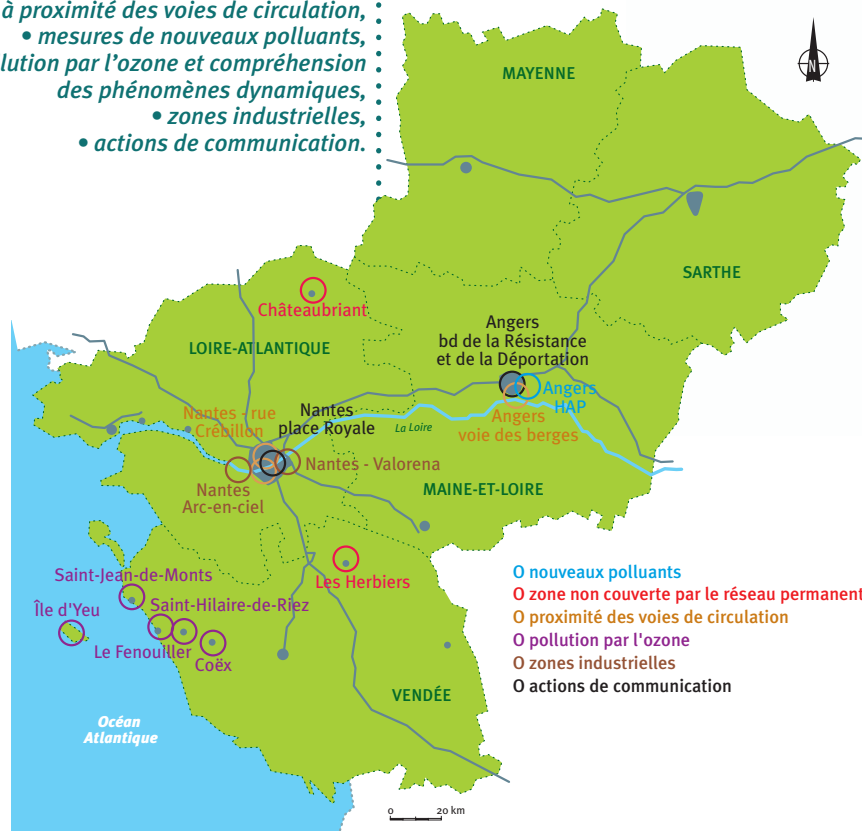 à proximité des voies de circulation,
• mesures de nouveaux polluants,
lution par l'ozone et compréhension
des phénomènes dynamiques,
• zones industrielles,
• actions de communication.
N
MAYENNE
SARTHE
Châteaubriant
LOIRE-ATLANTIQUE
Angers
bd de la Résistance
et de la Déportation
Angers
HAP
Nantes - rue
Crébillon
Nantes
place Royale
La Loire
Angers
voie des berges
Nantes - Valorena
Nantes
Arc-en-ciel
MAINE-ET-LOIRE
Les Herbiers
Saint-Jean-de-Monts
Île d'Yeu
Saint-Hilaire-de-Riez
Le Fenouiller
Coëx
VENDÉE
Océan
Atlantique
O nouveaux polluants
O zone non couverte par le réseau permanent
O proximité des voies de circulation
O pollution par l'ozone
O zones industrielles
O actions de communication
0 20 km